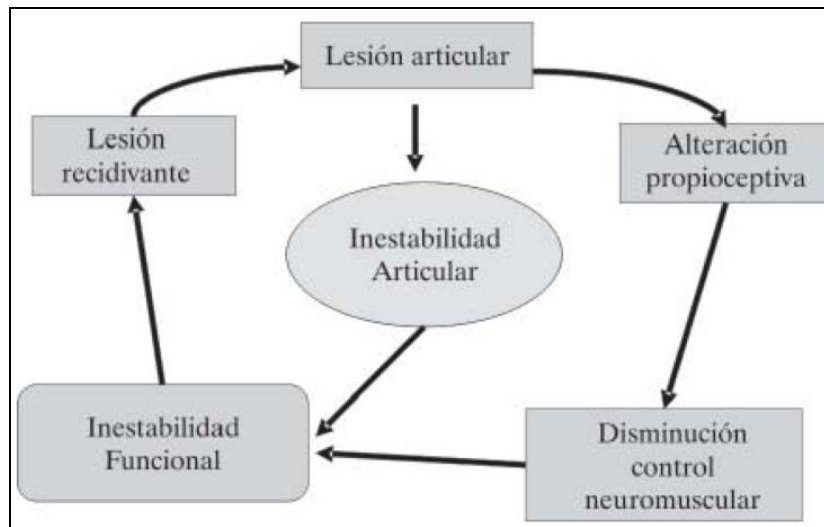 Lesión articular
Lesión
recidivante
Alteración
propioceptiva
Inestabilidad
Articular
Inestabilidad
Funcional
Disminución
control
neuromuscular